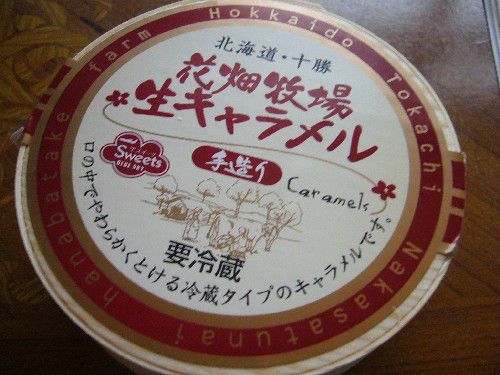 北海道・十勝
花畑牧場
生キャラメル
手造り
Caramels
Sweets
要冷蔵
口の中でやわらかくとける冷蔵タイプのキャラメルです。
hanabatake farm Hokkaido Tokachi Nakasatsunai